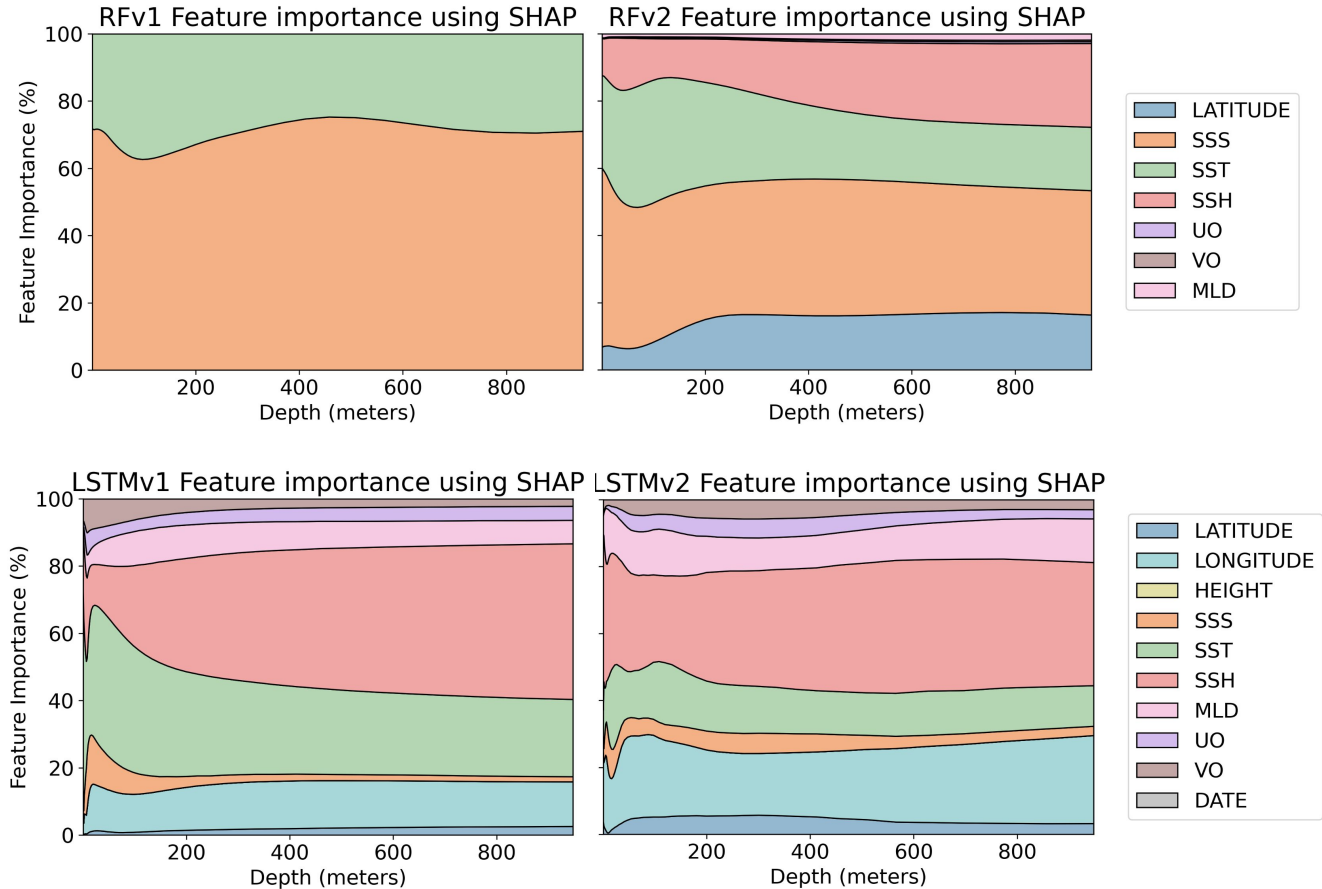 RFv1 Feature importance using SHAP
RFv2 Feature importance using SHAP
Feature Importance (%)
100
80
60
40
20
0
200 400 600 800
Depth (meters)
200 400 600 800
Depth (meters)
LATITUDE
SSS
SST
SSH
UO
VO
MLD
LSTMv1 Feature importance using SHAP
LSTMv2 Feature importance using SHAP
Feature Importance (%)
100
80
60
40
20
0
200 400 600 800
Depth (meters)
200 400 600 800
Depth (meters)
LATITUDE
LONGITUDE
HEIGHT
SSS
SST
SSH
MLD
UO
VO
DATE